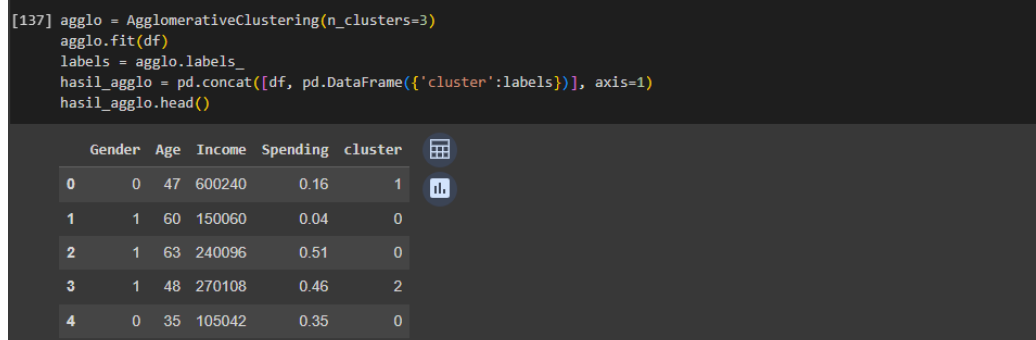 [137] agglo = AgglomerativeClustering(n_clusters=3)
agglo.fit(df)
labels = agglo.labels_
hasil_agglo = pd.concat([df, pd.DataFrame({'cluster':labels})], axis=1)
hasil_agglo.head()
Gender Age Income Spending cluster
0 0 47 600240 0.16 1
1 1 60 150060 0.04 0
2 1 63 240096 0.51 0
3 1 48 270108 0.46 2
4 0 35 105042 0.35 0